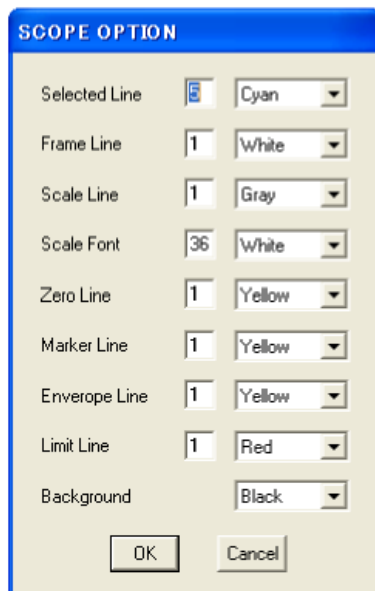 SCOPE OPTION
Selected Line 5 Cyan
Frame Line 1 White
Scale Line 1 Gray
Scale Font 36 White
Zero Line 1 Yellow
Marker Line 1 Yellow
Enverope Line 1 Yellow
Limit Line 1 Red
Background Black
OK Cancel